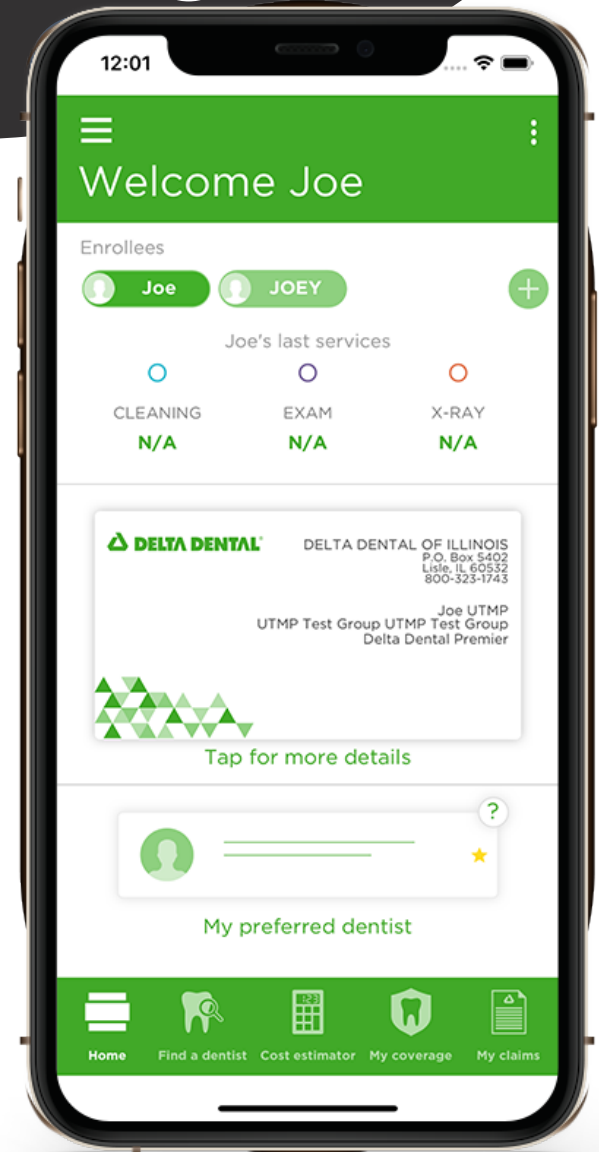 12:01
Welcome Joe
Enrollees
Joe JOEY
Joe's last services
CLEANING EXAM X-RAY
N/A N/A N/A
DELTA DENTAL
DELTA DENTAL OF ILLINOIS
P.O. Box 5402
Lisle, IL 60532
800-323-1743
Joe UTMP
UTMP Test Group UTMP Test Group
Delta Dental Premier
Tap for more details
?
My preferred dentist
123
Home Find a dentist Cost estimator My coverage My claims